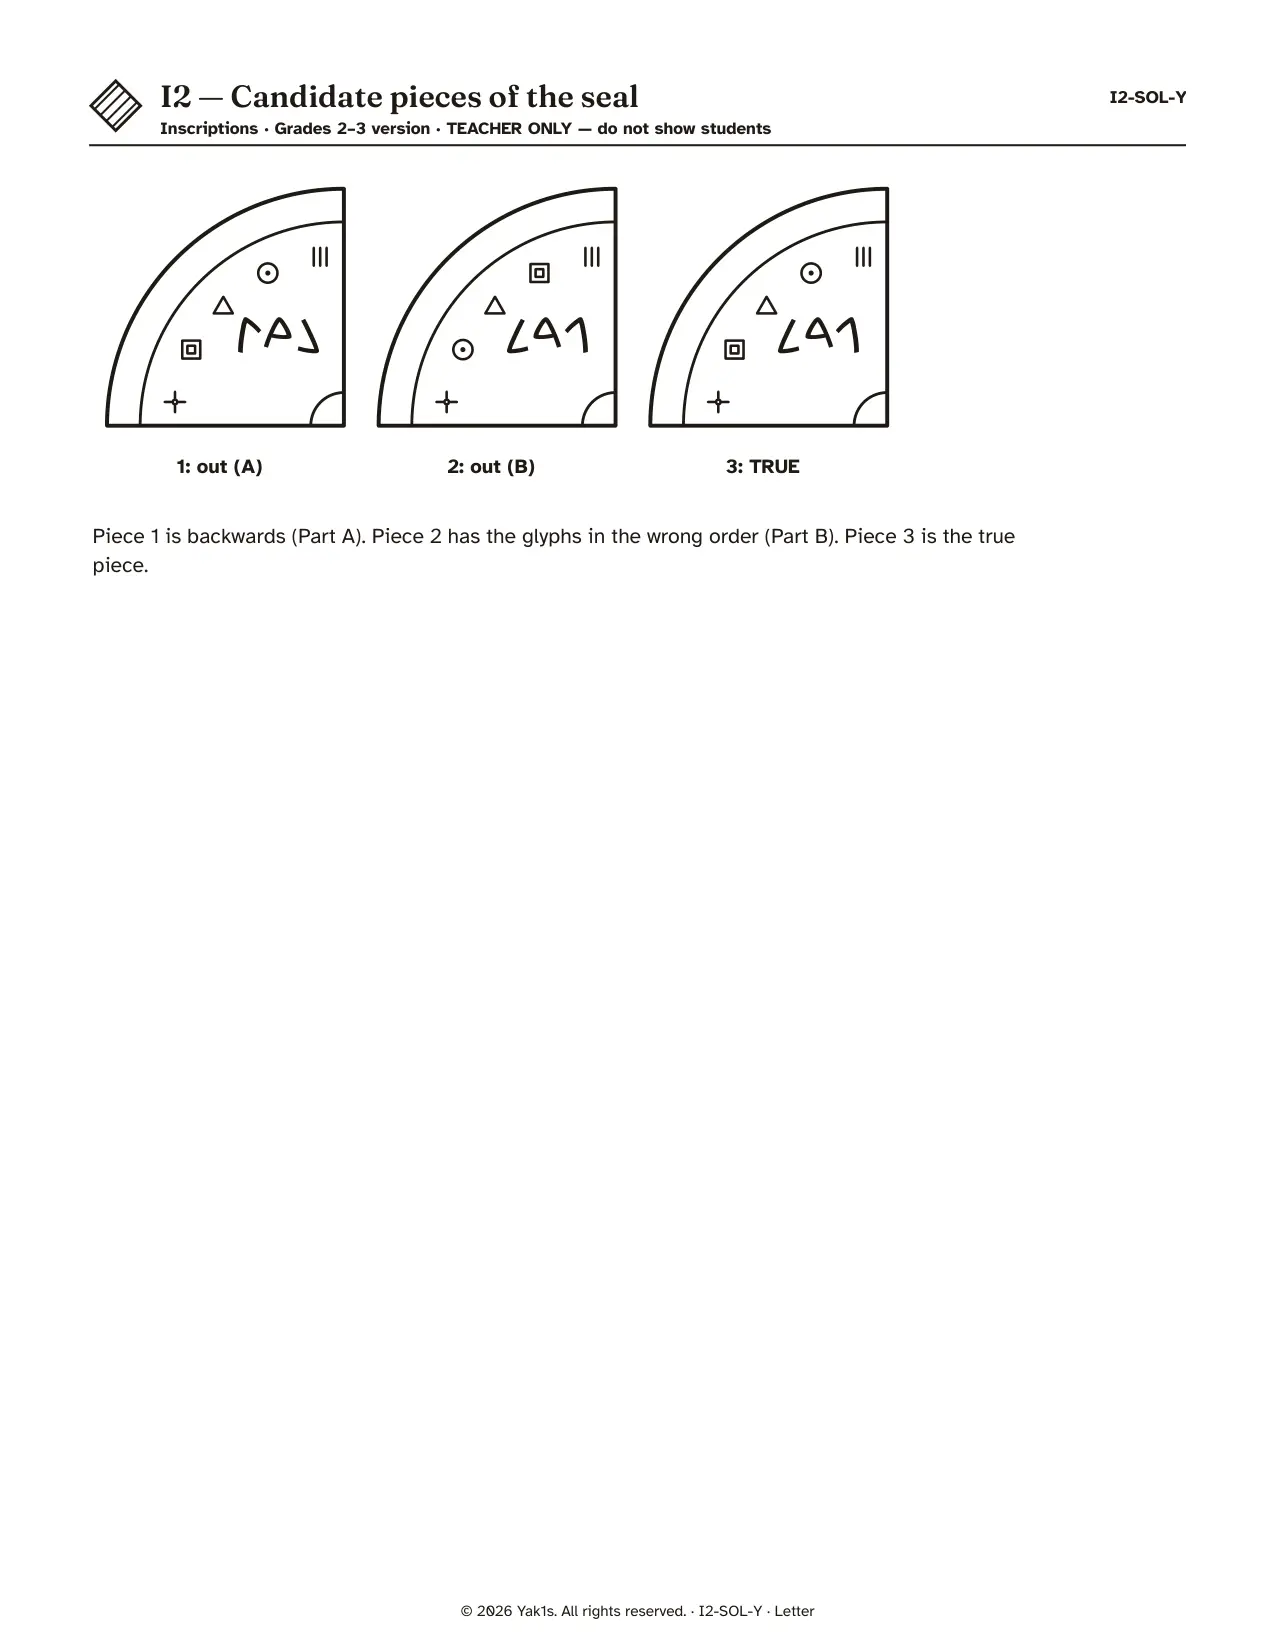 I2 — Candidate pieces of the seal
I2-SOL-Y
Inscriptions · Grades 2–3 version · TEACHER ONLY — do not show students
1: out (A)
2: out (B)
3: TRUE
Piece 1 is backwards (Part A). Piece 2 has the glyphs in the wrong order (Part B). Piece 3 is the true
piece.
© 2026 Yak1s. All rights reserved. · I2-SOL-Y · Letter